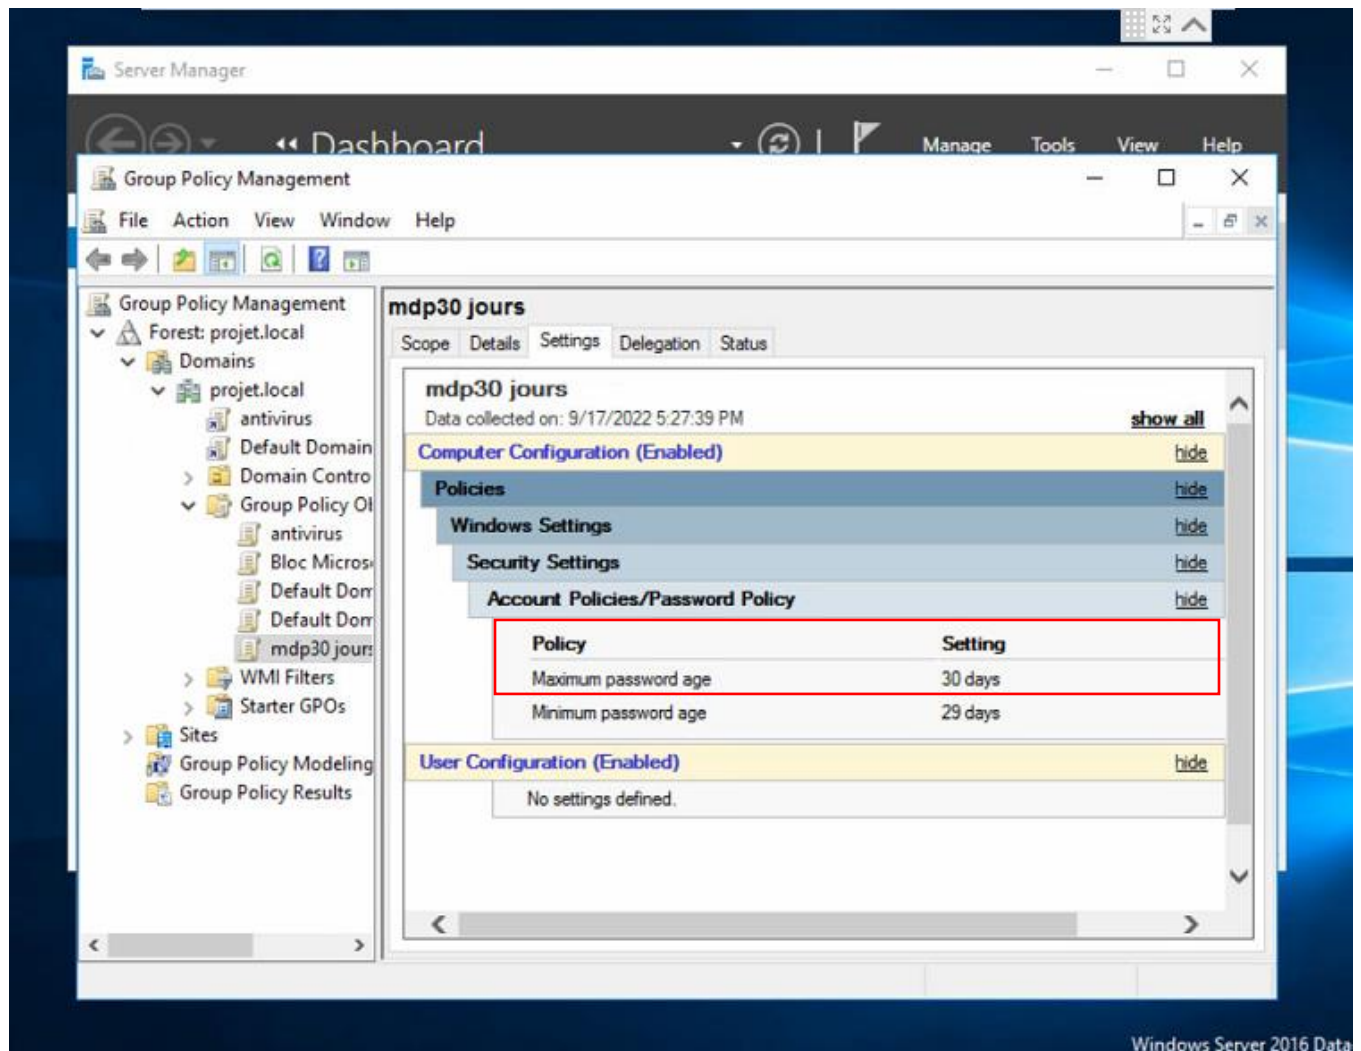 Server Manager
Dashboard
Manage Tools View Help
Group Policy Management
File Action View Window Help
Group Policy Management
Forest: projet.local
Domains
projet.local
antivirus
Default Domain
Domain Contro
Group Policy Ob
antivirus
Bloc Micros
Default Dom
Default Dom
mdp30 jours
WMI Filters
Starter GPOs
Sites
Group Policy Modeling
Group Policy Results
mdp30 jours
Scope Details Settings Delegation Status
mdp30 jours
Data collected on: 9/17/2022 5:27:39 PM show all
Computer Configuration (Enabled) hide
Policies hide
Windows Settings hide
Security Settings hide
Account Policies/Password Policy hide
Policy Setting
Maximum password age 30 days
Minimum password age 29 days
User Configuration (Enabled) hide
No settings defined.
Windows Server 2016 Data